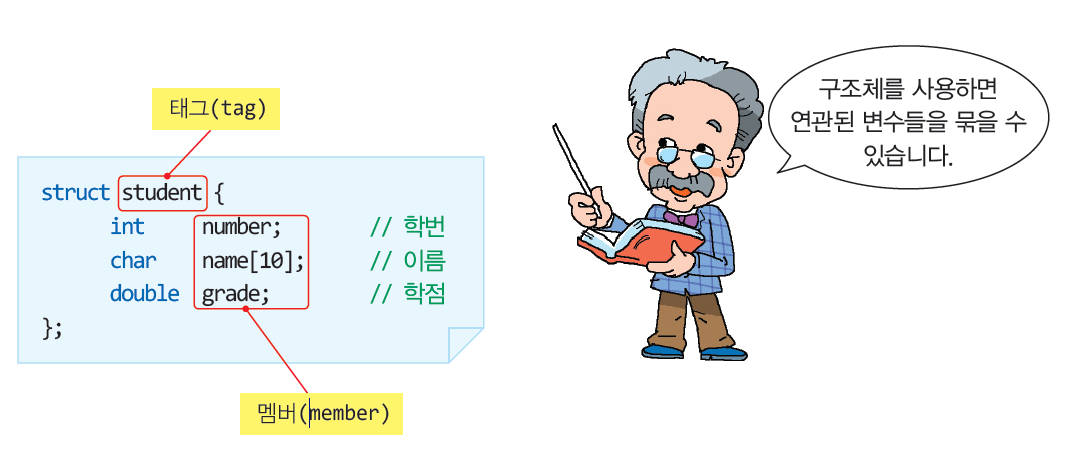 태그(tag)
struct student {
int number; // 학번
char name[10]; // 이름
double grade; // 학점
};
멤버(member)
구조체를 사용하면
연관된 변수들을 묶을 수
있습니다.